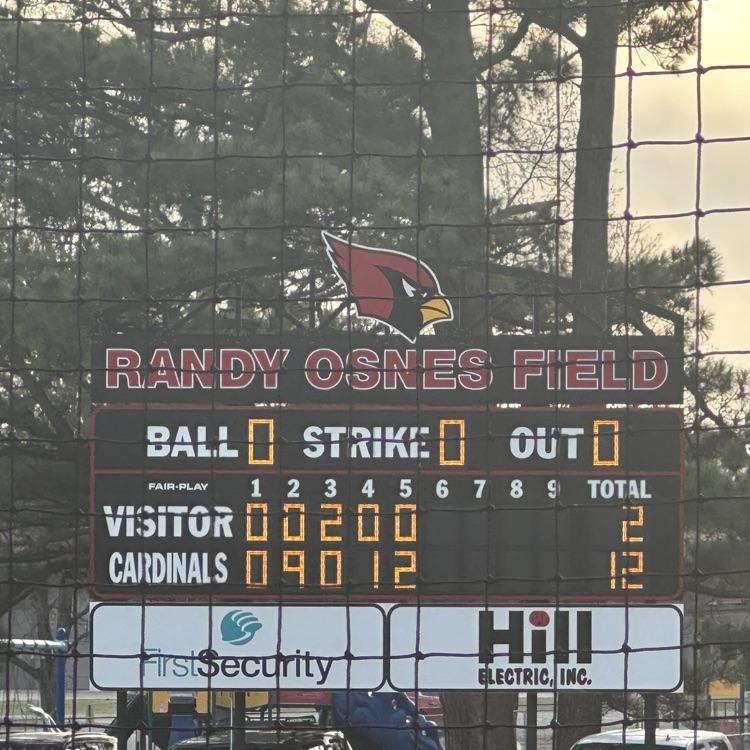 RANDY OSNES FIELD
BALL 0 STRIKE 0 OUT 0
FAIR-PLAY 1 2 3 4 5 6 7 8 9 TOTAL
VISITOR 0 0 2 0 0 2
CARDINALS 0 9 0 1 2 12
FirstSecurity
Hill
ELECTRIC, INC.